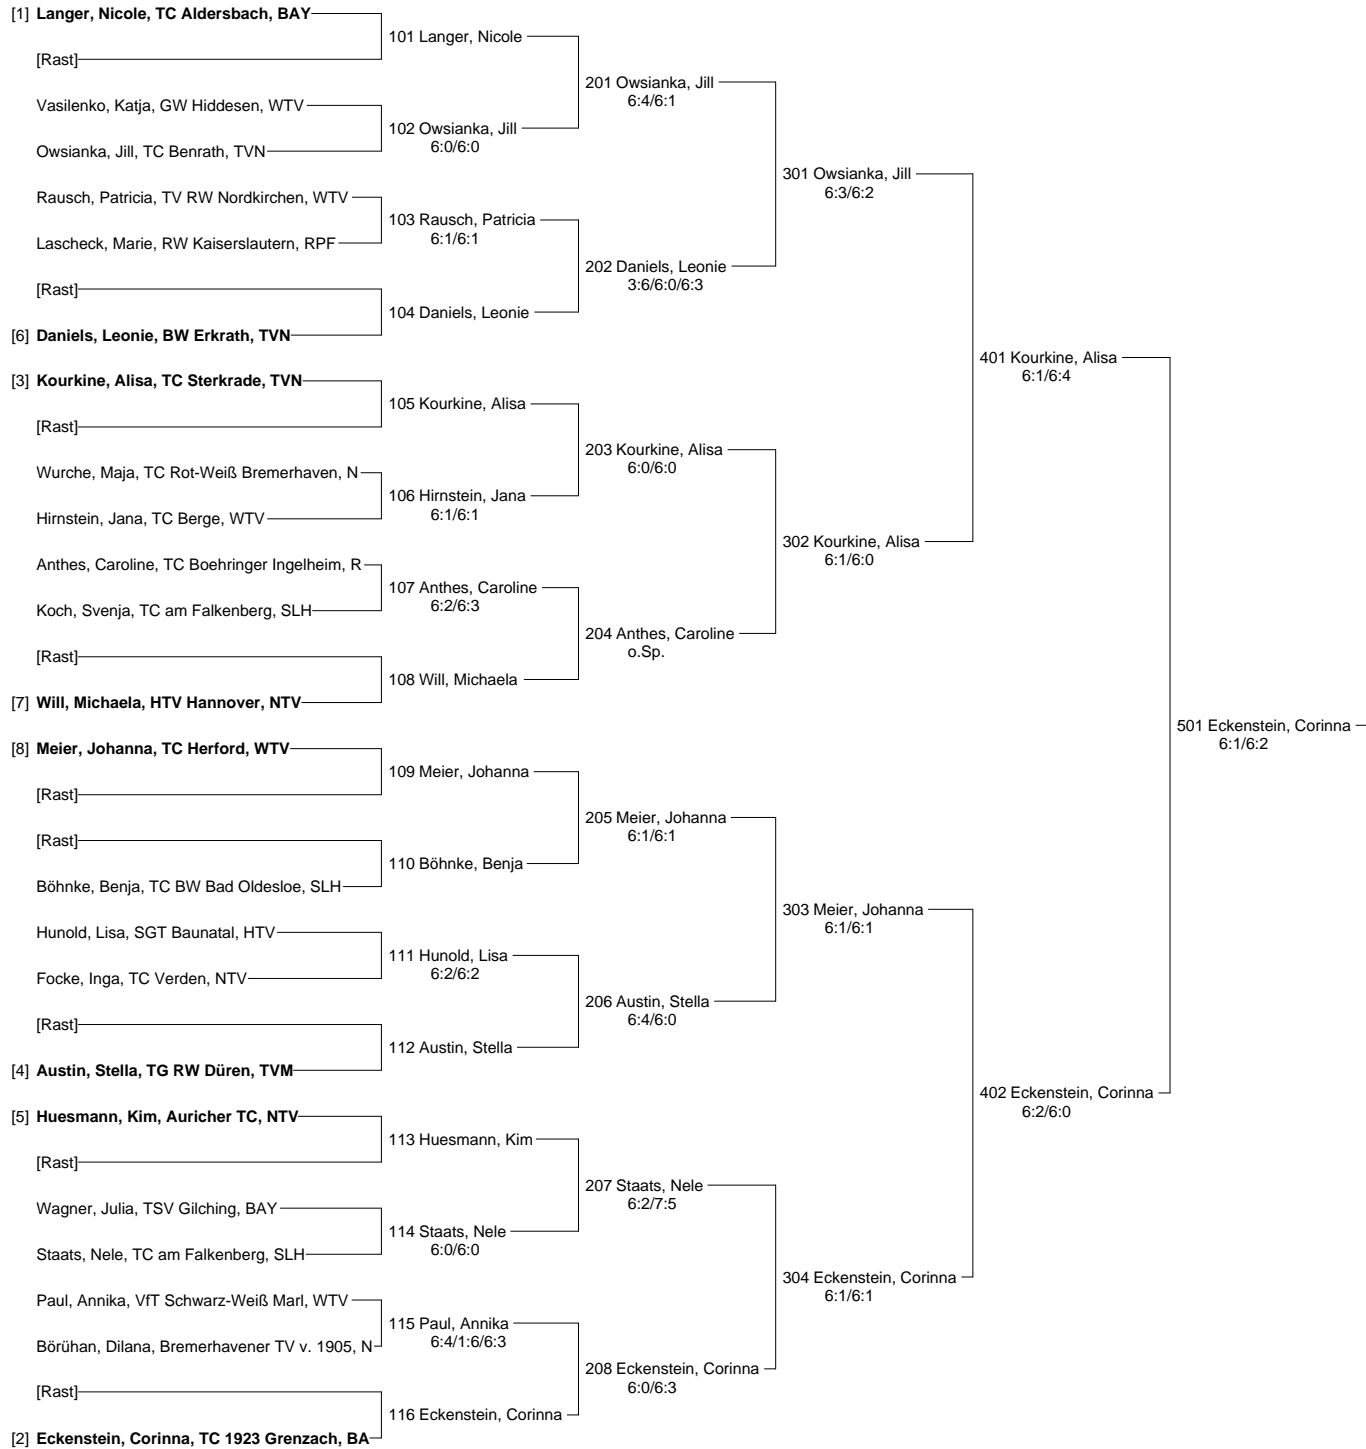 [1] Langer, Nicole, TC Aldersbach, BAY
101 Langer, Nicole
[Rast]
201 Owsianka, Jill
6:4/6:1
Vasilenko, Katja, GW Hiddesen, WTV
102 Owsianka, Jill
6:0/6:0
Owsianka, Jill, TC Benrath, TVN
301 Owsianka, Jill
6:3/6:2
Rausch, Patricia, TV RW Nordkirchen, WTV
103 Rausch, Patricia
6:1/6:1
Lascheck, Marie, RW Kaiserslautern, RPF
202 Daniels, Leonie
3:6/6:0/6:3
[Rast]
104 Daniels, Leonie
[6] Daniels, Leonie, BW Erkrath, TVN
401 Kourkine, Alisa
6:1/6:4
[3] Kourkine, Alisa, TC Sterkrade, TVN
105 Kourkine, Alisa
[Rast]
203 Kourkine, Alisa
6:0/6:0
Wurche, Maja, TC Rot-Weiß Bremerhaven, N
106 Hirnstein, Jana
6:1/6:1
Hirnstein, Jana, TC Berge, WTV
302 Kourkine, Alisa
6:1/6:0
Anthes, Caroline, TC Boehringer Ingelheim, R
107 Anthes, Caroline
6:2/6:3
Koch, Svenja, TC am Falkenberg, SLH
204 Anthes, Caroline
o.Sp.
[Rast]
108 Will, Michaela
[7] Will, Michaela, HTV Hannover, NTV
501 Eckenstein, Corinna
6:1/6:2
[8] Meier, Johanna, TC Herford, WTV
109 Meier, Johanna
[Rast]
205 Meier, Johanna
6:1/6:1
[Rast]
110 Böhnke, Benja
Böhnke, Benja, TC BW Bad Oldesloe, SLH
303 Meier, Johanna
6:1/6:1
Hunold, Lisa, SGT Baunatal, HTV
111 Hunold, Lisa
6:2/6:2
Focke, Inga, TC Verden, NTV
206 Austin, Stella
6:4/6:0
[Rast]
112 Austin, Stella
[4] Austin, Stella, TG RW Düren, TVM
402 Eckenstein, Corinna
6:2/6:0
[5] Huesmann, Kim, Auricher TC, NTV
113 Huesmann, Kim
[Rast]
207 Staats, Nele
6:2/7:5
Wagner, Julia, TSV Gilching, BAY
114 Staats, Nele
6:0/6:0
Staats, Nele, TC am Falkenberg, SLH
304 Eckenstein, Corinna
6:1/6:1
Paul, Annika, VfT Schwarz-Weiß Marl, WTV
115 Paul, Annika
6:4/1:6/6:3
Börühan, Dilana, Bremerhavener TV v. 1905, N
208 Eckenstein, Corinna
6:0/6:3
[Rast]
116 Eckenstein, Corinna
[2] Eckenstein, Corinna, TC 1923 Grenzach, BA